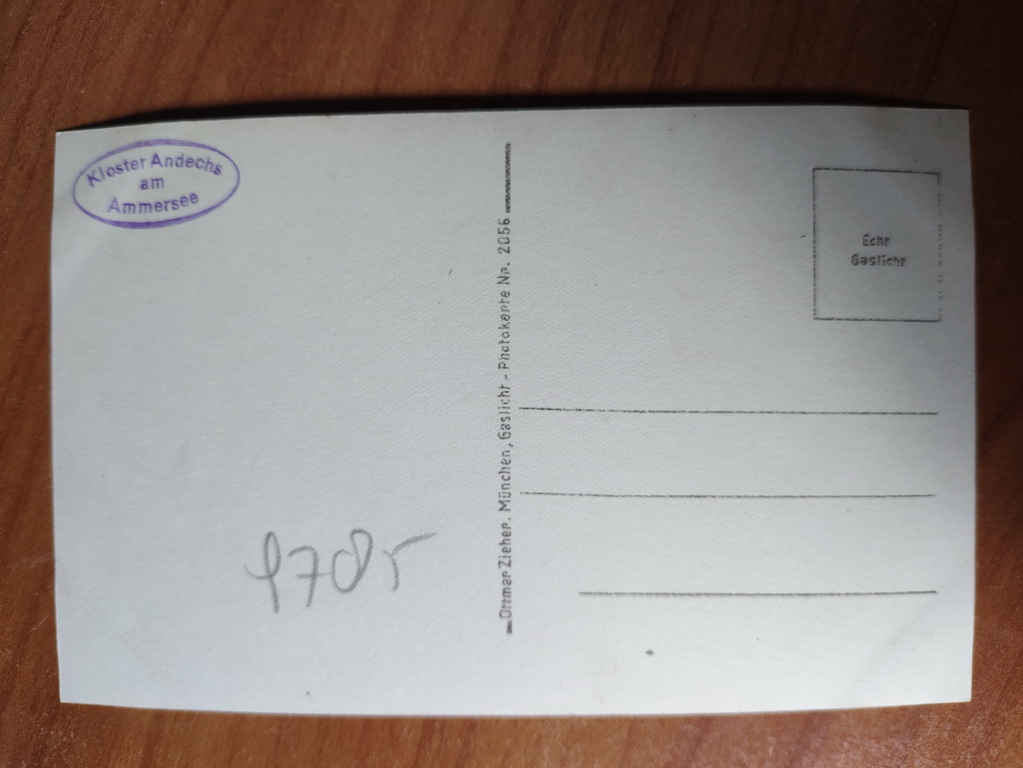 Kloster Andechs
am
Ammersee
Ottmar Zieher, München, Gaslicht - Photokarte Nr. 2056
Echt
Gaslicht